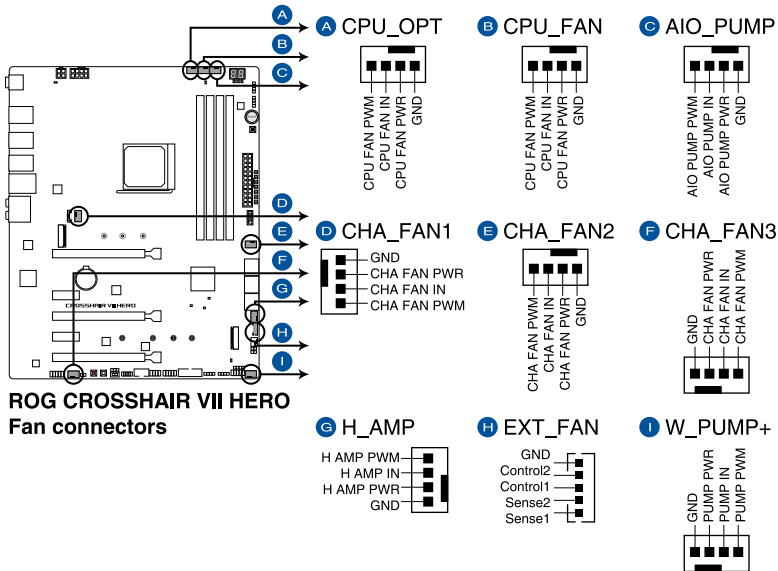 A
B
C
D
E
F
G
H
I
CROSSHAIR VII HERO
ROG CROSSHAIR VII HERO
Fan connectors
A CPU_OPT
CPU FAN PWM
CPU FAN IN
CPU FAN PWR
GND
B CPU_FAN
CPU FAN PWM
CPU FAN IN
CPU FAN PWR
GND
C AIO_PUMP
AIO PUMP PWM
AIO PUMP IN
AIO PUMP PWR
GND
D CHA_FAN1
GND
CHA FAN PWR
CHA FAN IN
CHA FAN PWM
E CHA_FAN2
CHA FAN PWM
CHA FAN IN
CHA FAN PWR
GND
F CHA_FAN3
GND
CHA FAN PWR
CHA FAN IN
CHA FAN PWM
G H_AMP
H AMP PWM
H AMP IN
H AMP PWR
GND
H EXT_FAN
GND
Control2
Control1
Sense2
Sense1
I W_PUMP+
GND
PUMP PWR
PUMP IN
PUMP PWM